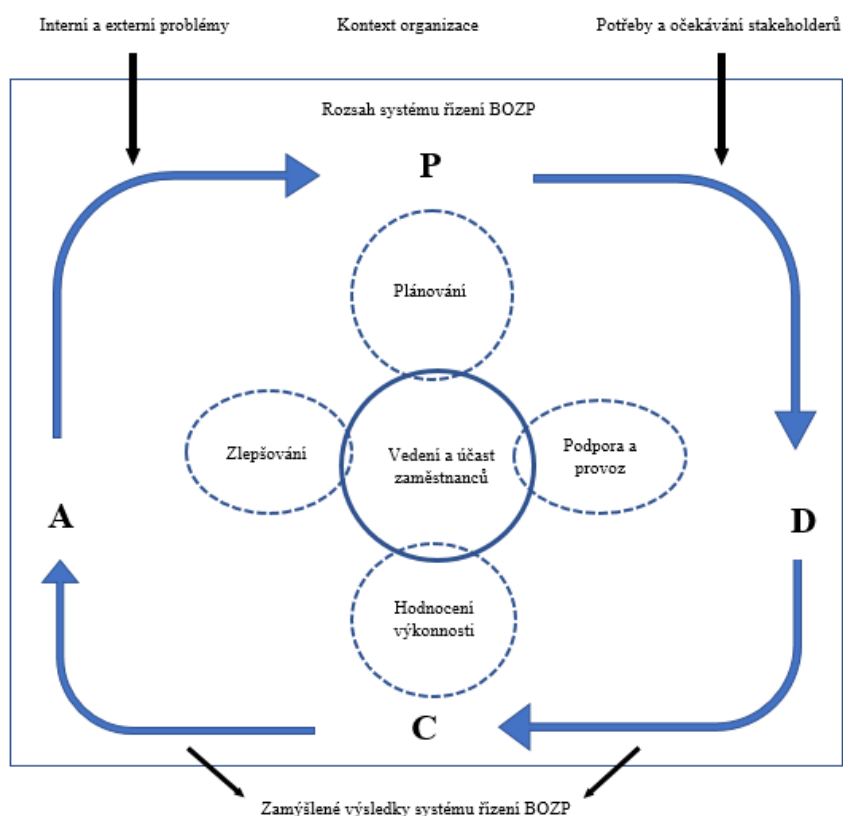 Interní a externí problémy
Kontext organizace
Potřeby a očekávání stakeholderů
Rozsah systému řízení BOZP
P
Plánování
Zlepšování
Vedení a účast
zaměstnanců
Podpora a
provoz
A
D
Hodnocení
výkonnosti
C
Zamýšlené výsledky systému řízení BOZP